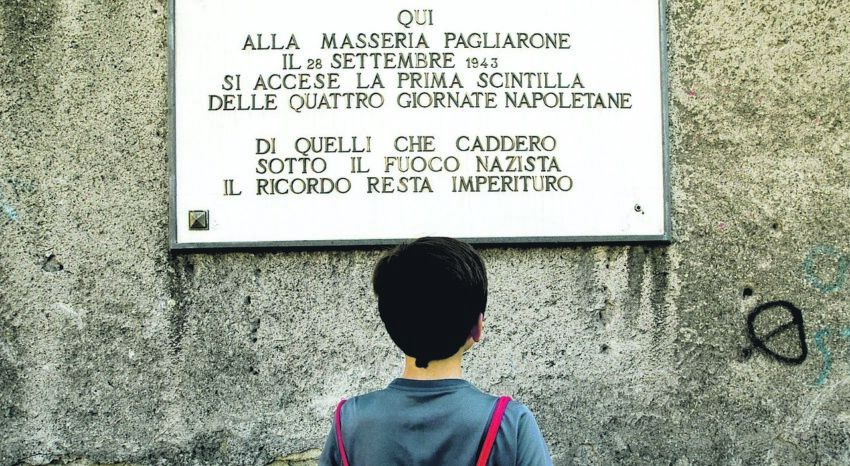 QUI
ALLA MASSERIA PAGLIARONE
IL 28 SETTEMBRE 1943
SI ACCESE LA PRIMA SCINTILLA
DELLE QUATTRO GIORNATE NAPOLETANE
DI QUELLI CHE CADDERO
SOTTO IL FUOCO NAZISTA
IL RICORDO RESTA IMPERITURO